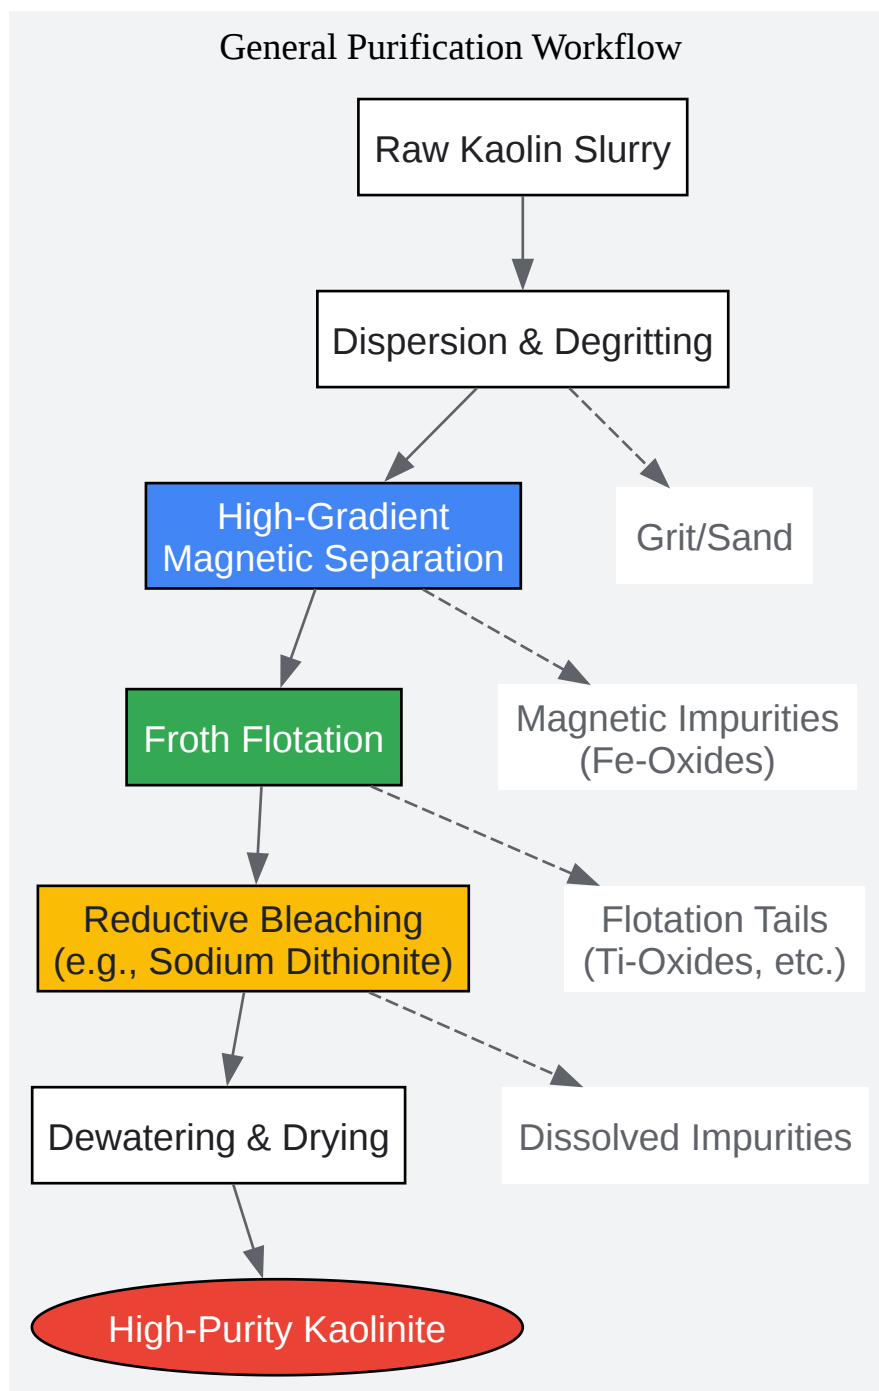 General Purification Workflow
Raw Kaolin Slurry
Dispersion & Degritting
High-Gradient
Magnetic Separation
Grit/Sand
Froth Flotation
Magnetic Impurities
(Fe-Oxides)
Reductive Bleaching
(e.g., Sodium Dithionite)
Flotation Tails
(Ti-Oxides, etc.)
Dewatering & Drying
Dissolved Impurities
High-Purity Kaolinite